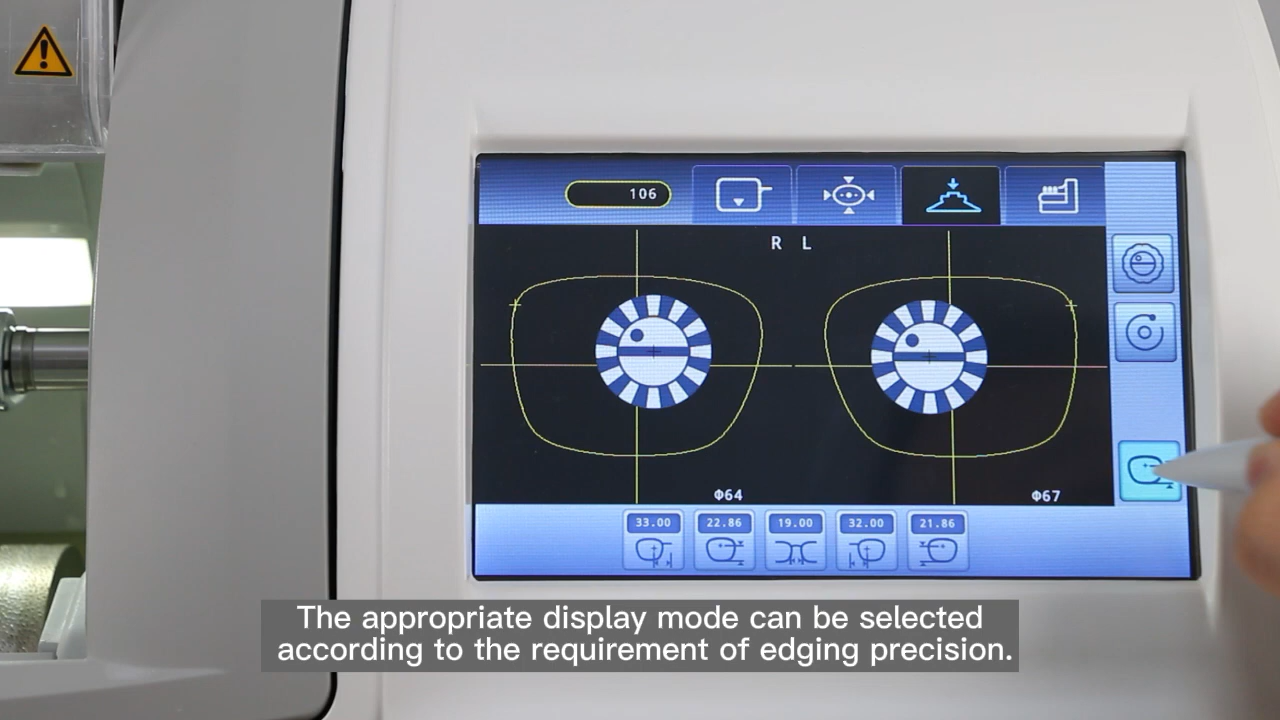 106
R L
Φ64
Φ67
33.00 22.86 19.00 32.00 21.86
The appropriate display mode can be selected
according to the requirement of edging precision.